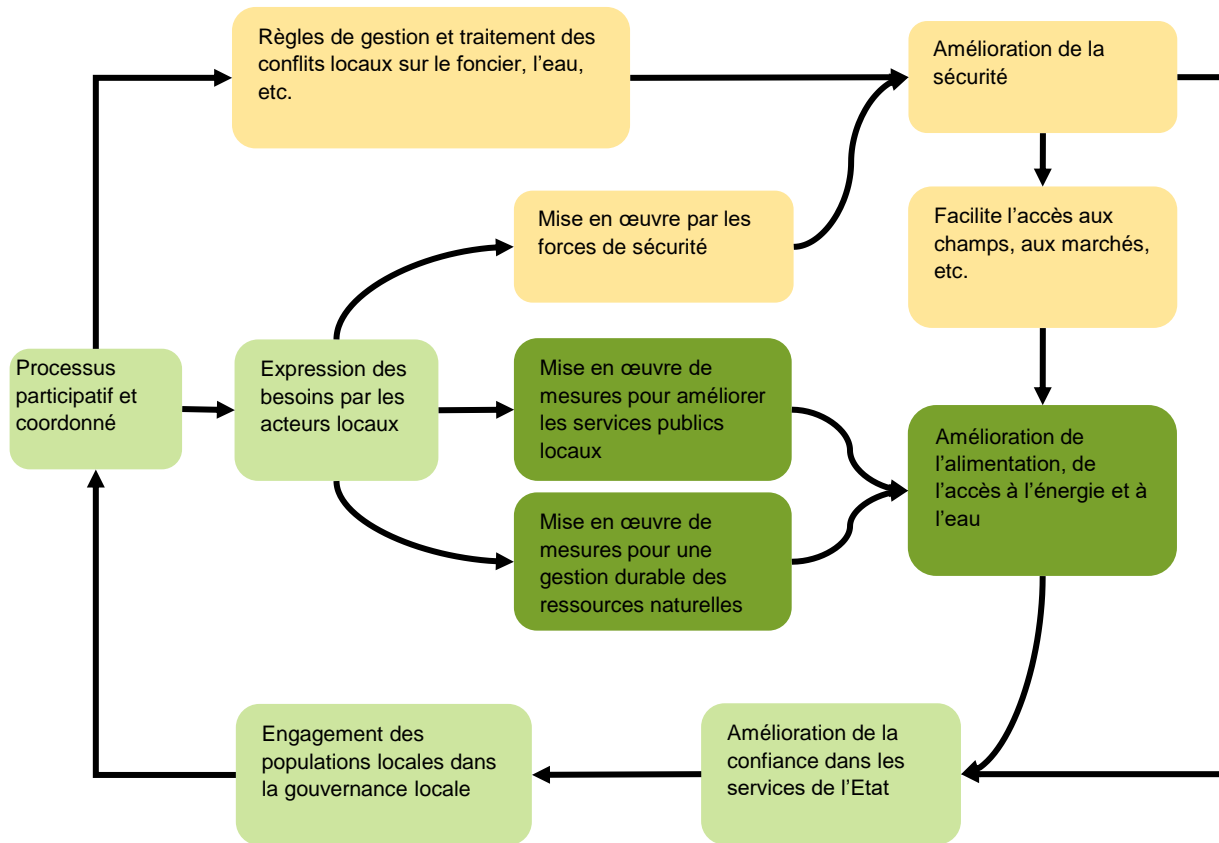 Règles de gestion et traitement des
conflits locaux sur le foncier, l’eau,
etc.
Amélioration de la
sécurité
Mise en œuvre par les
forces de sécurité
Facilite l’accès aux
champs, aux marchés,
etc.
Processus
participatif et
coordonné
Expression des
besoins par les
acteurs locaux
Mise en œuvre de
mesures pour améliorer
les services publics
locaux
Amélioration de
l’alimentation, de
l’accès à l’énergie et à
l’eau
Mise en œuvre de
mesures pour une
gestion durable des
ressources naturelles
Engagement des
populations locales dans
la gouvernance locale
Amélioration de la
confiance dans les
services de l’Etat